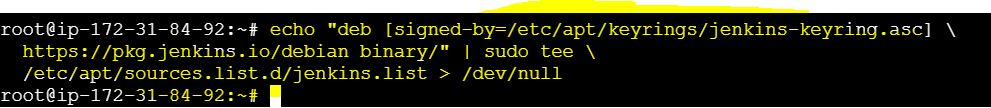 root@ip-172-31-84-92:~# echo "deb [signed-by=/etc/apt/keyrings/jenkins-keyring.asc] \
https://pkg.jenkins.io/debian binary/" | sudo tee \
/etc/apt/sources.list.d/jenkins.list > /dev/null
root@ip-172-31-84-92:~#